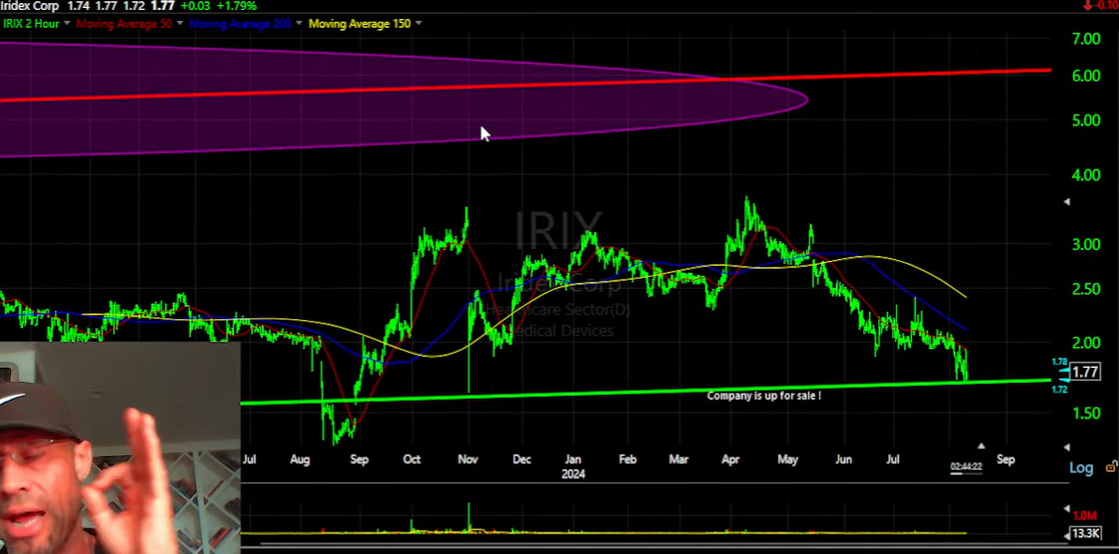 Iridex Corp 1.74 1.77 1.72 1.77 +0.03 +1.79% -0.10
IRIX 2 Hour Moving Average 50 Moving Average 200 Moving Average 150
7.00
6.00
5.00
4.00
3.00
2.50
2.00
1.78
1.77
1.72
1.50
IRIX
Iridex Corp
Healthcare Sector(D)
Medical Devices
Company is up for sale !
Jul Aug Sep Oct Nov Dec Jan Feb Mar Apr May Jun Jul 02:44:22 Sep
2024
Log
1.0M
13.3K